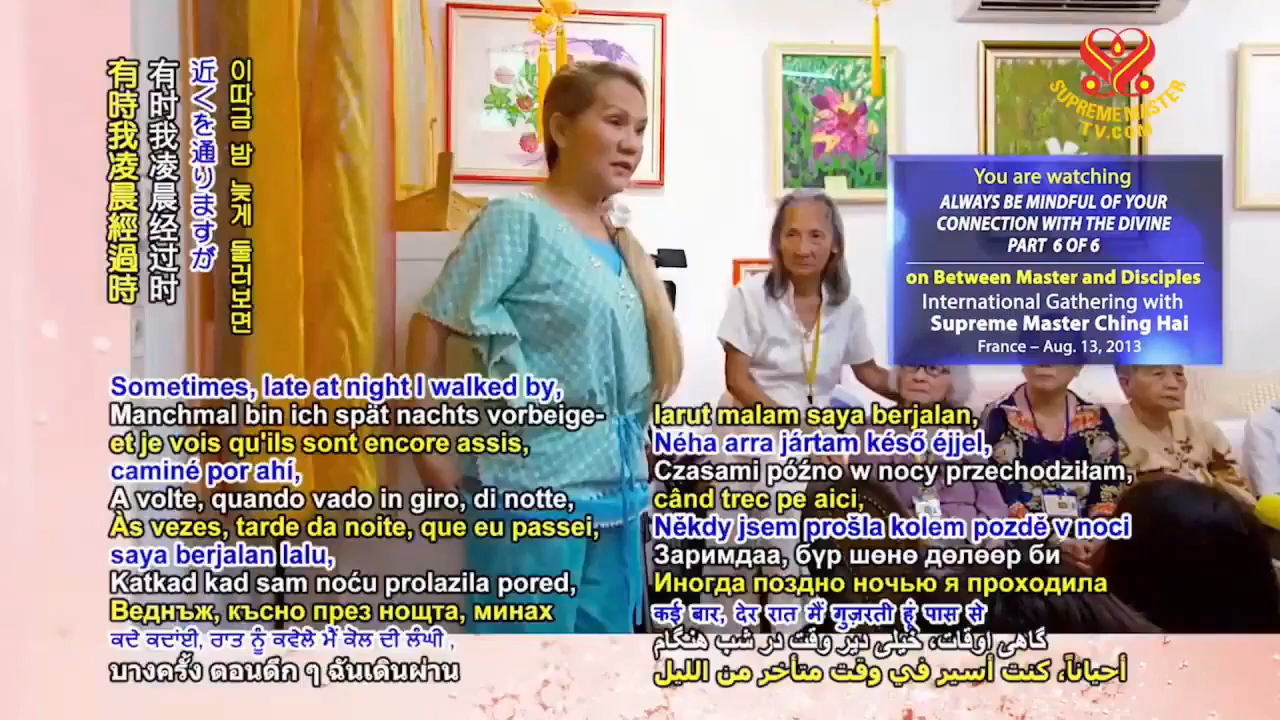 有時我凌晨經過時
有时我凌晨经过时
近くを通りますが
이따금 밤 늦게 둘러보면
SUPREME MASTER
TV.COM
You are watching
ALWAYS BE MINDFUL OF YOUR
CONNECTION WITH THE DIVINE
PART 6 OF 6
on Between Master and Disciples
International Gathering with
Supreme Master Ching Hai
France – Aug. 13, 2013
Sometimes, late at night I walked by,
Manchmal bin ich spät nachts vorbeige-
et je vois qu'ils sont encore assis,
caminé por ahí,
A volte, quando vado in giro, di notte,
Às vezes, tarde da noite, que eu passei,
saya berjalan lalu,
Katkad kad sam noću prolazila pored,
Веднъж, късно през нощта, минах
ਕਦੇ ਕਦਾਂਈ, ਰਾਤ ਨੂੰ ਕਵੇਲੇ ਮੈਂ ਕੋਲ ਦੀ ਲੰਘੀ ,
บางครั้ง ตอนดึก ๆ ฉันเดินผ่าน
larut malam saya berjalan,
Néha arra jártam késő éjjel,
Czasami późno w nocy przechodziłam,
când trec pe aici,
Někdy jsem prošla kolem pozdě v noci
Заримдаа, бүр шөнө дөлөөр би
Иногда поздно ночью я проходила
कई बार, देर रात मैं गुज़रती हूं पास से
گاهی اوقات، خیلی دیر وقت در شب هنگام
أحياناً، كنت أسير في وقت متأخر من الليل